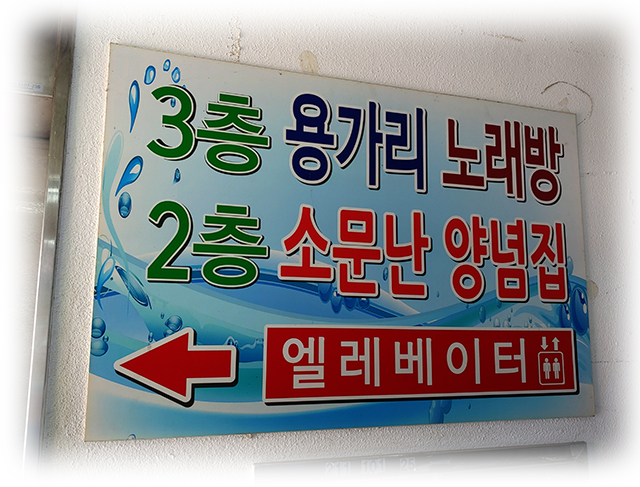 3층 용가리 노래방
2층 소문난 양념집
엘레베이터